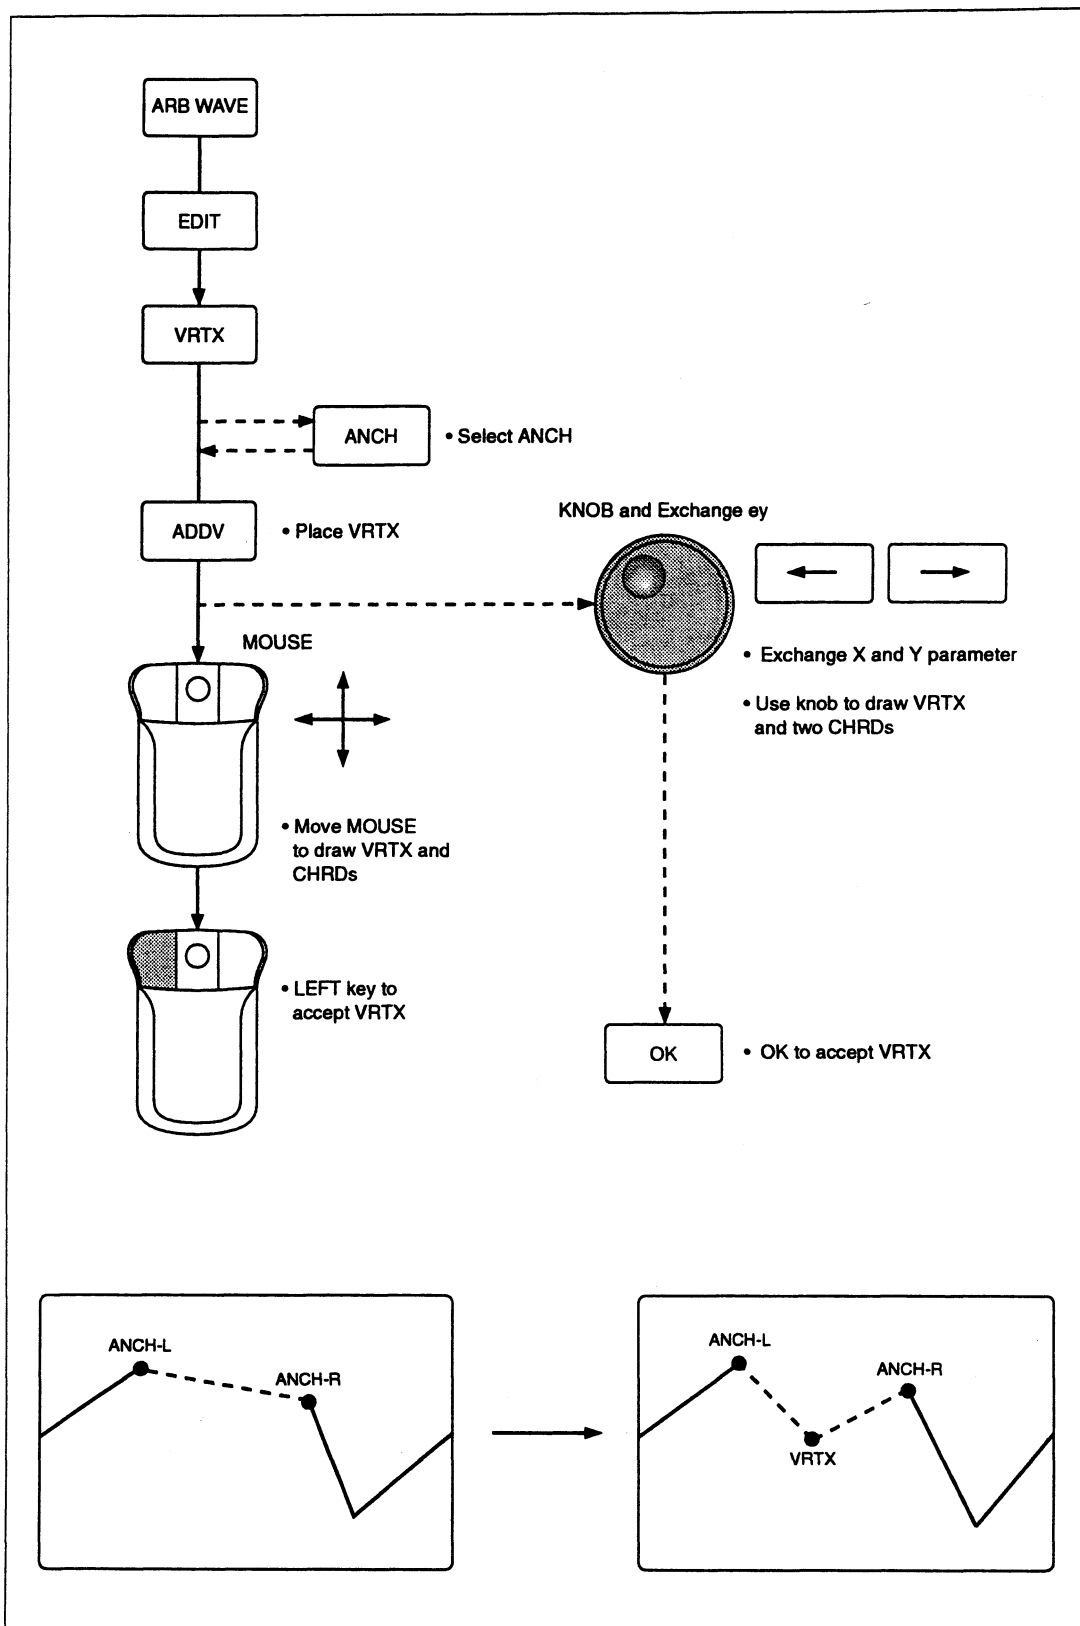 ARB WAVE
EDIT
VRTX
ANCH
• Select ANCH
ADDV
• Place VRTX
KNOB and Exchange ey
MOUSE
• Exchange X and Y parameter
• Use knob to draw VRTX
and two CHRDs
• Move MOUSE
to draw VRTX and
CHRDs
• LEFT key to
accept VRTX
OK
• OK to accept VRTX
ANCH-L
ANCH-R
ANCH-L
ANCH-R
VRTX